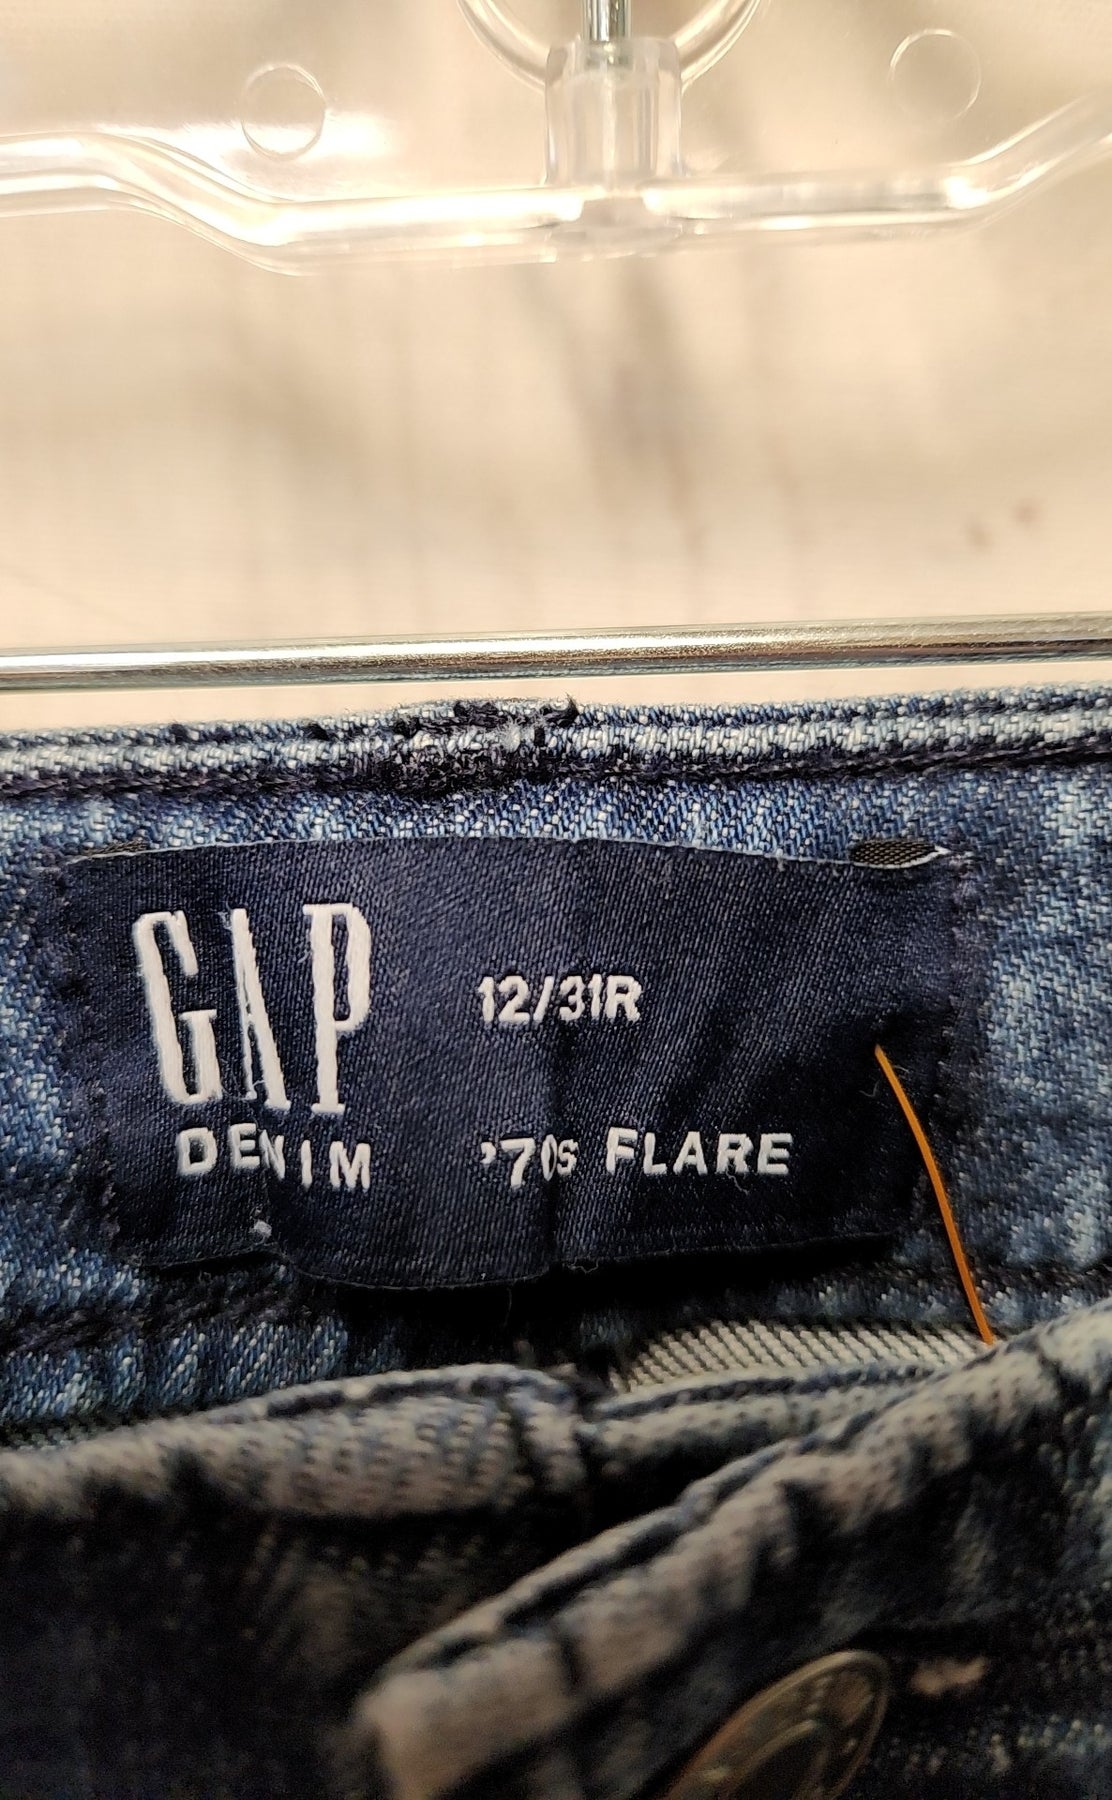 GAP
DENIM
12/31R
'70s FLARE